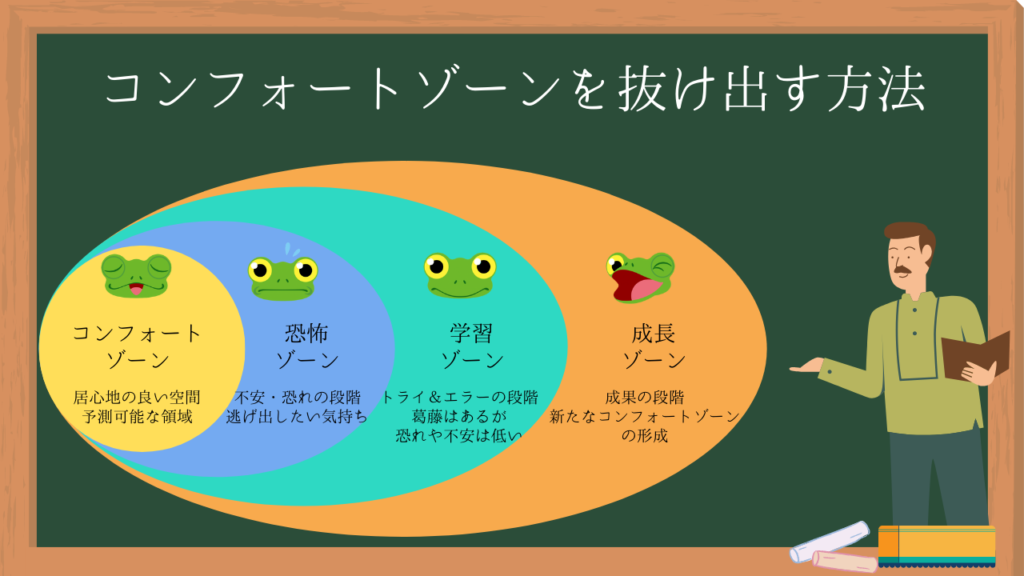 コンフォートゾーンを抜け出す方法
コンフォート
ゾーン
居心地の良い空間
予測可能な領域
恐怖
ゾーン
不安・恐れの段階
逃げ出したい気持ち
学習
ゾーン
トライ＆エラーの段階
葛藤はあるが
恐れや不安は低い
成長
ゾーン
成果の段階
新たなコンフォートゾーン
の形成